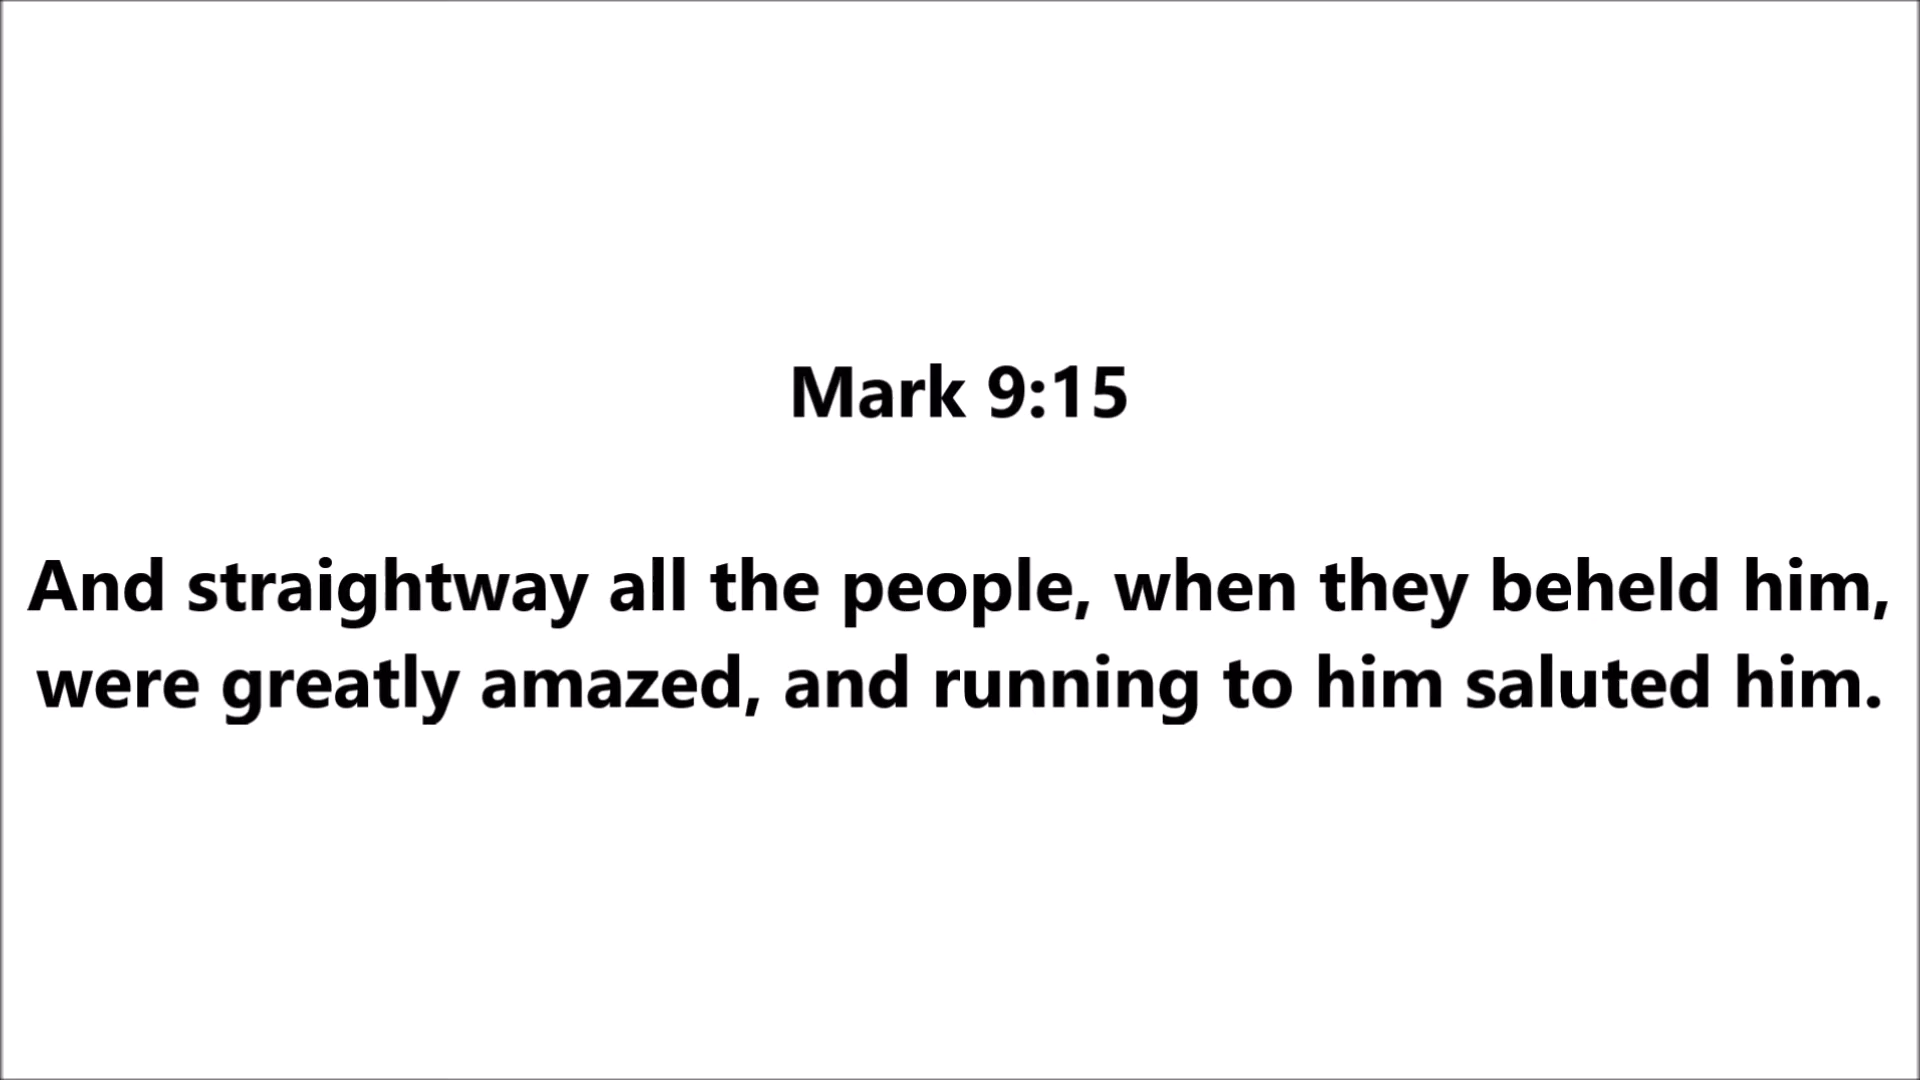 Mark 9:15
And straightway all the people, when they beheld him,
were greatly amazed, and running to him saluted him.